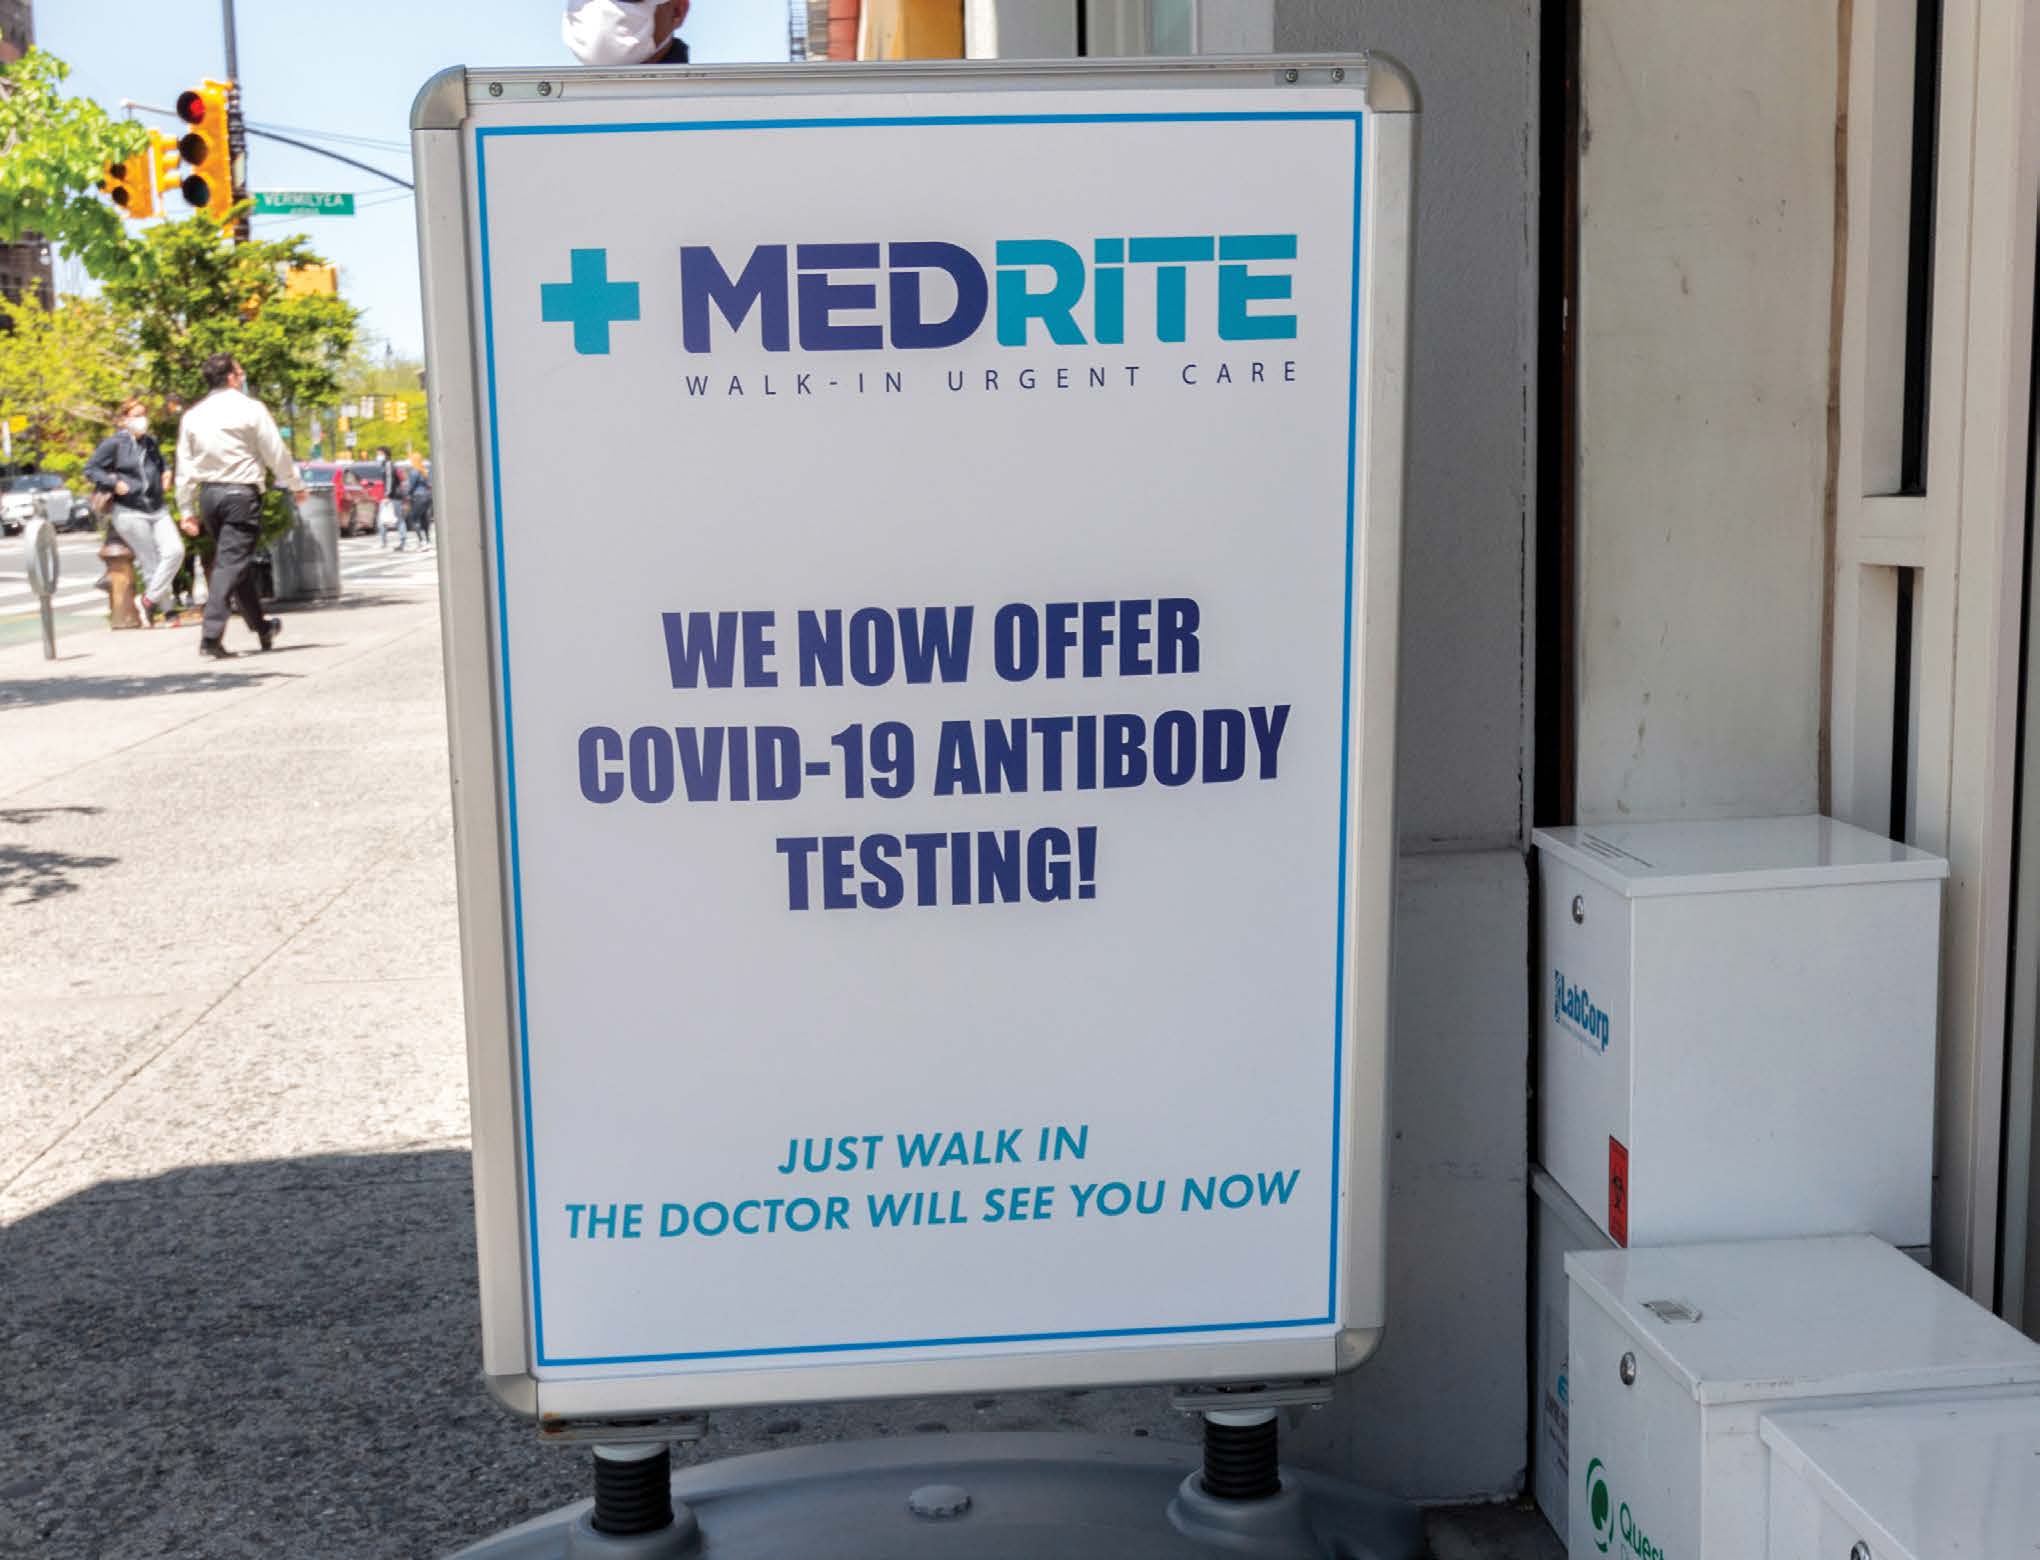 VERMILYEA
MEDRiTE
WALK-IN URGENT CARE
WE NOW OFFER
COVID-19 ANTIBODY
TESTING!
JUST WALK IN
THE DOCTOR WILL SEE YOU NOW
LabCorp
Quest